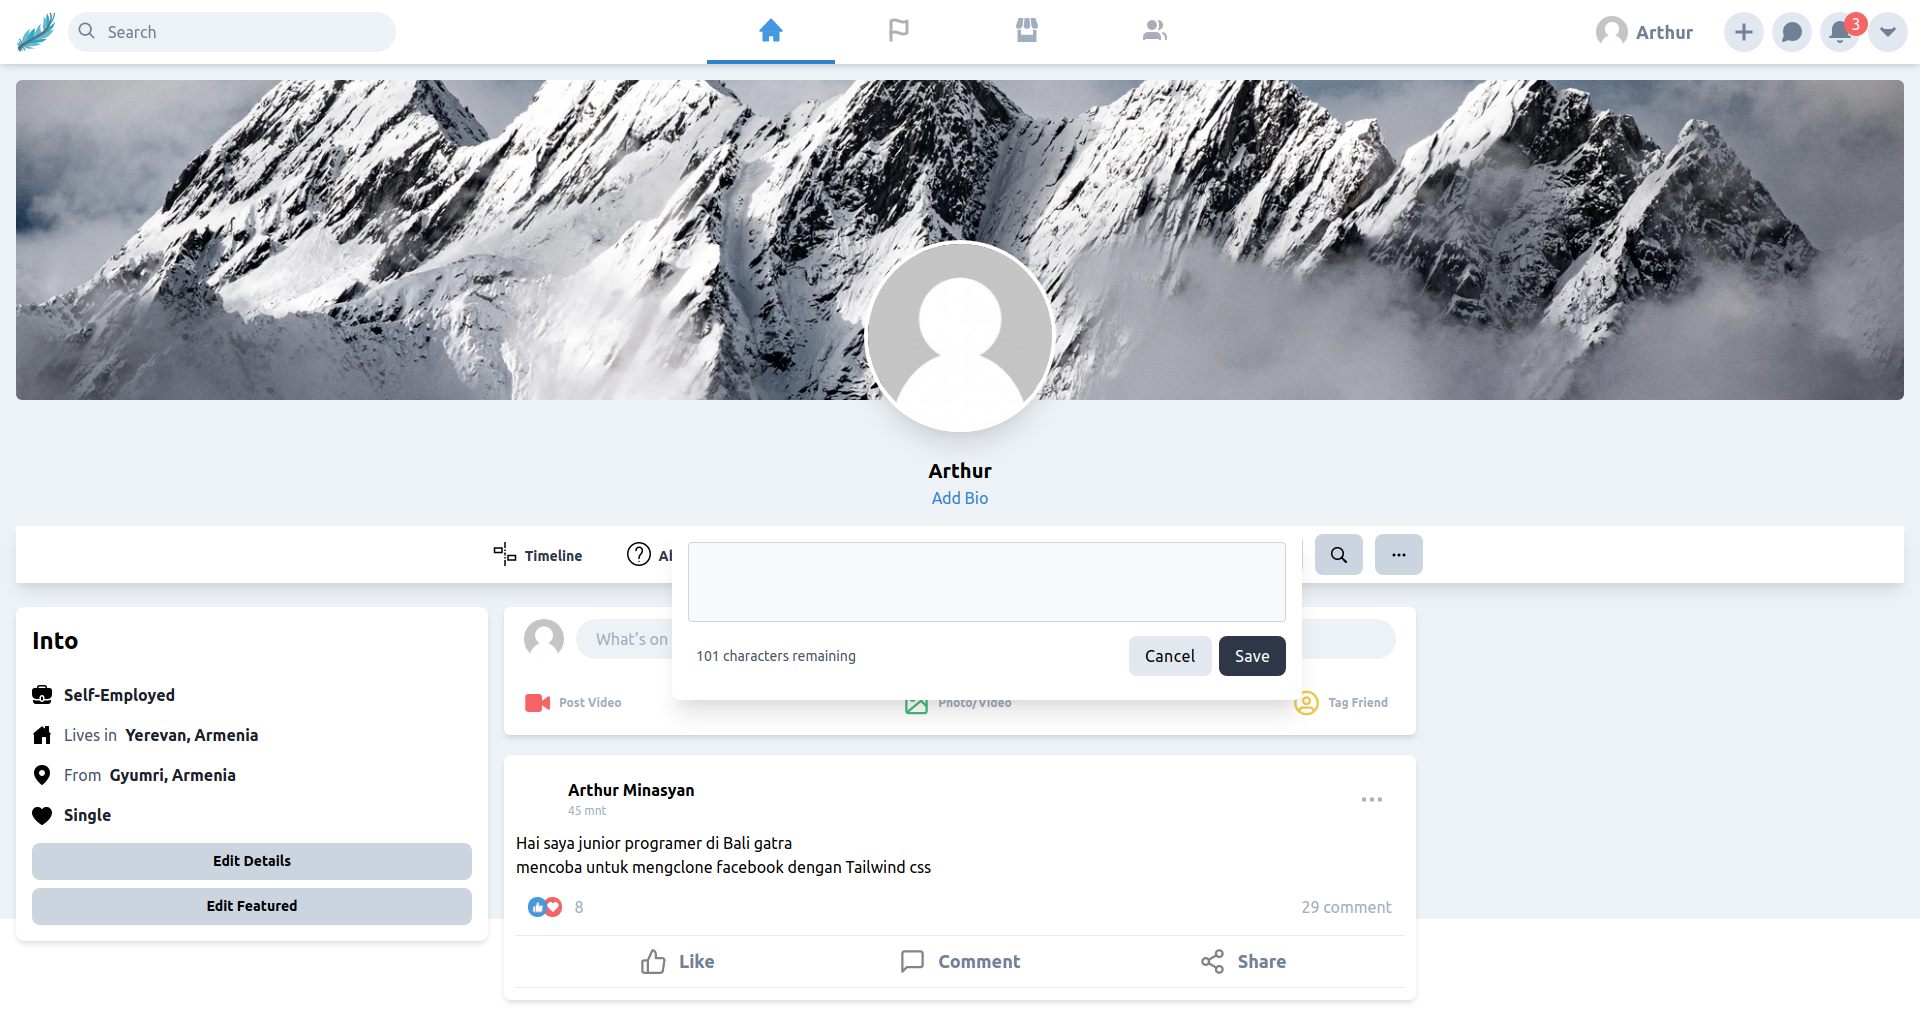 Search
Arthur
3
Arthur
Add Bio
Timeline
101 characters remaining
Cancel
Save
Into
Self-Employed
Lives in Yerevan, Armenia
From Gyumri, Armenia
Single
Edit Details
Edit Featured
What's on
Post Video
Photo/Video
Tag Friend
Arthur Minasyan
45 mnt
Hai saya junior programer di Bali gatra
mencoba untuk mengclone facebook dengan Tailwind css
8
29 comment
Like
Comment
Share